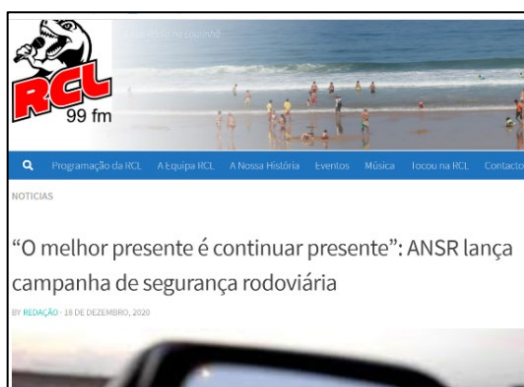 RCL
99 fm
Programação da RCL A Equipa RCL A Nossa História Eventos Música Tocou na RCL Contacto
NOTICIAS
“O melhor presente é continuar presente”: ANSR lança
campanha de segurança rodoviária
BY REDAÇÃO · 18 DE DEZEMBRO, 2020